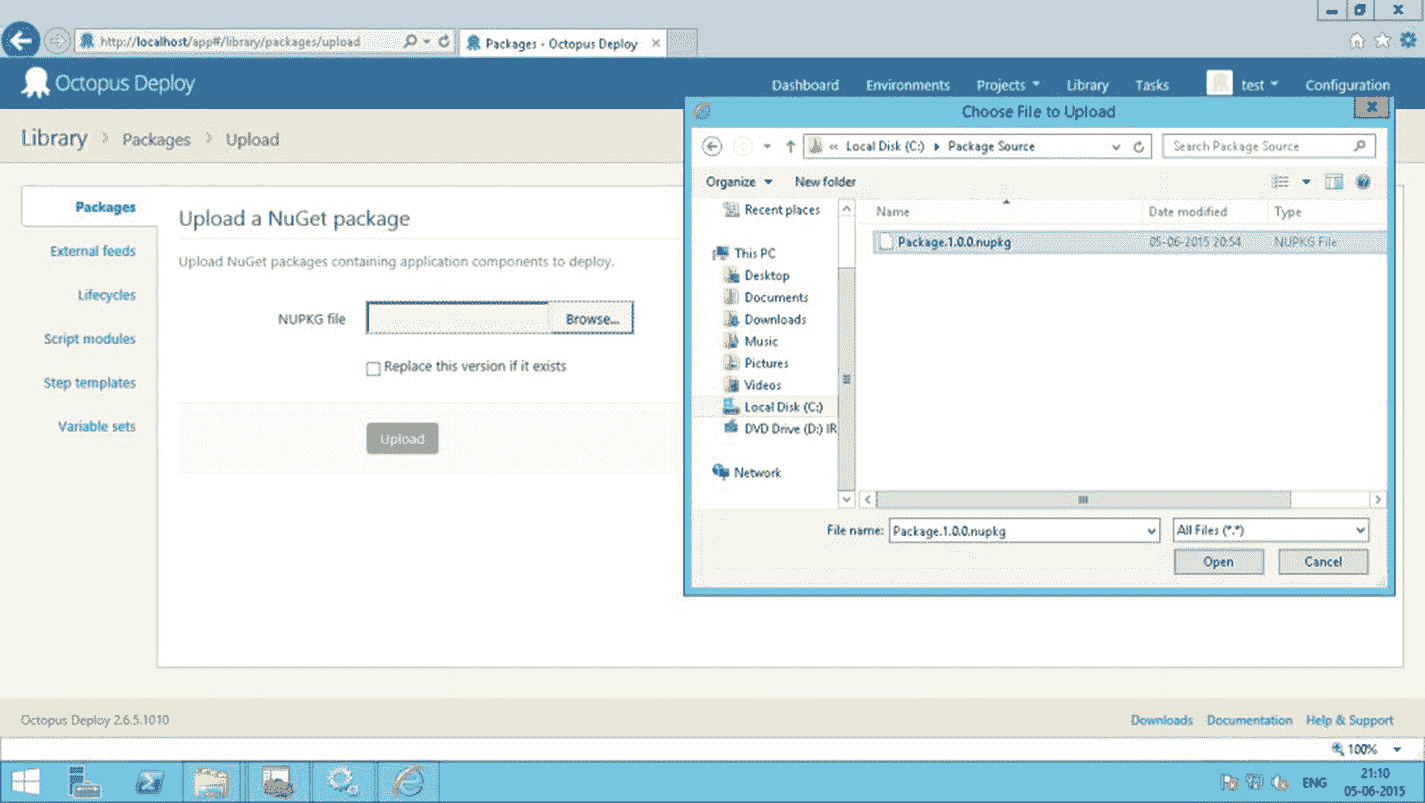 http://localhost/app#/library/packages/upload
Packages - Octopus Deploy
Octopus Deploy
Dashboard Environments Projects Library Tasks test Configuration
Library > Packages > Upload
Packages
External feeds
Lifecycles
Script modules
Step templates
Variable sets
Upload a NuGet package
Upload NuGet packages containing application components to deploy.
NUPKG file
Browse...
Replace this version if it exists
Upload
Choose File to Upload
« Local Disk (C:) Package Source
Search Package Source
Organize New folder
Recent places
This PC
Desktop
Documents
Downloads
Music
Pictures
Videos
Local Disk (C:)
DVD Drive (D:) IR
Network
Name Date modified Type
Package.1.0.0.nupkg 05-06-2015 20:54 NUPKG File
File name: Package.1.0.0.nupkg All Files (*.*)
Open Cancel
Octopus Deploy 2.6.5.1010
Downloads Documentation Help & Support
100%
ENG
21:10
05-06-2015